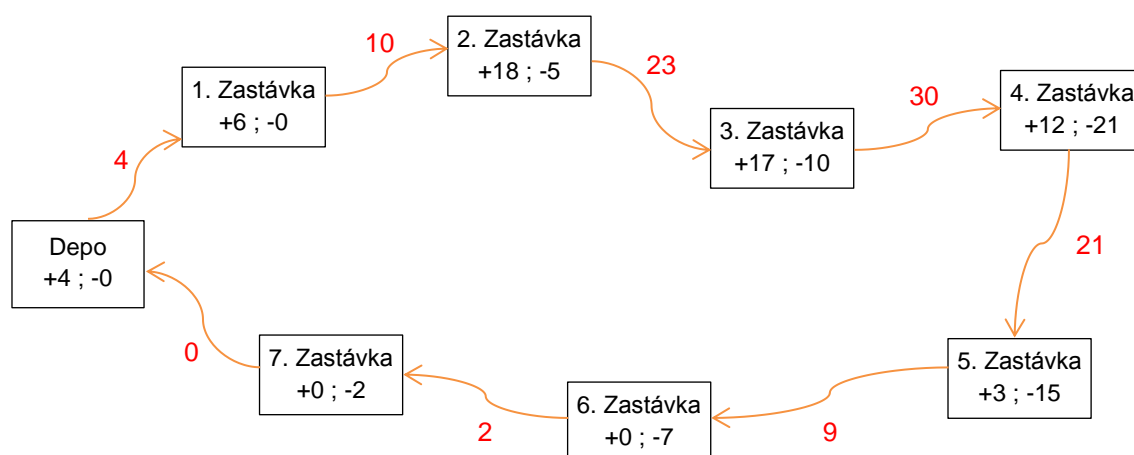 Depo
+4 ; -0
4
1. Zastávka
+6 ; -0
10
2. Zastávka
+18 ; -5
23
3. Zastávka
+17 ; -10
30
4. Zastávka
+12 ; -21
21
5. Zastávka
+3 ; -15
9
6. Zastávka
+0 ; -7
2
7. Zastávka
+0 ; -2
0